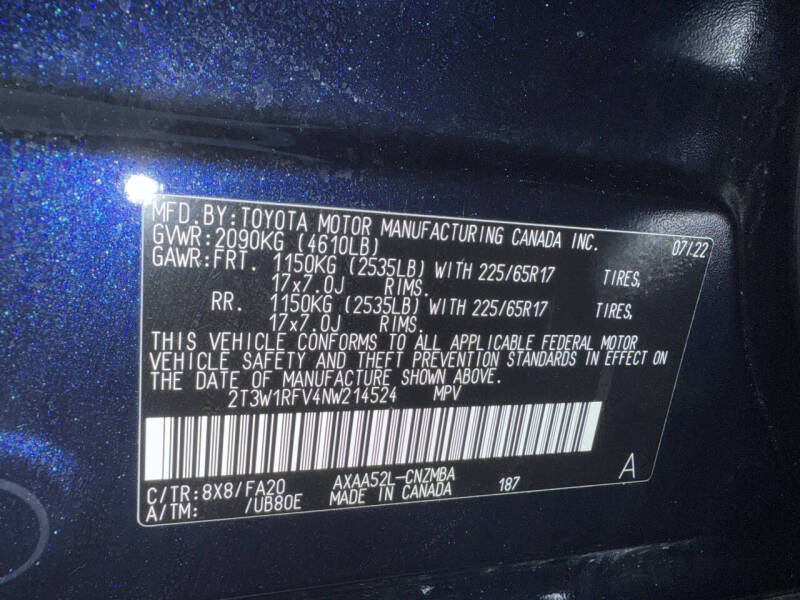 MFD.BY:TOYOTA MOTOR MANUFACTURING CANADA INC. 07/22
GVWR:2090KG (4610LB)
GAWR:FRT. 1150KG (2535LB) WITH 225/65R17 TIRES,
17x7.0J RIMS.
RR. 1150KG (2535LB) WITH 225/65R17 TIRES,
17x7.0J RIMS.
THIS VEHICLE CONFORMS TO ALL APPLICABLE FEDERAL MOTOR
VEHICLE SAFETY AND THEFT PREVENTION STANDARDS IN EFFECT ON
THE DATE OF MANUFACTURE SHOWN ABOVE.
2T3W1RFV4NW214524 MPV
C/TR:8X8/FA20 AXAA52L-CNZMBA 187 A
A/TM: /UB80E MADE IN CANADA